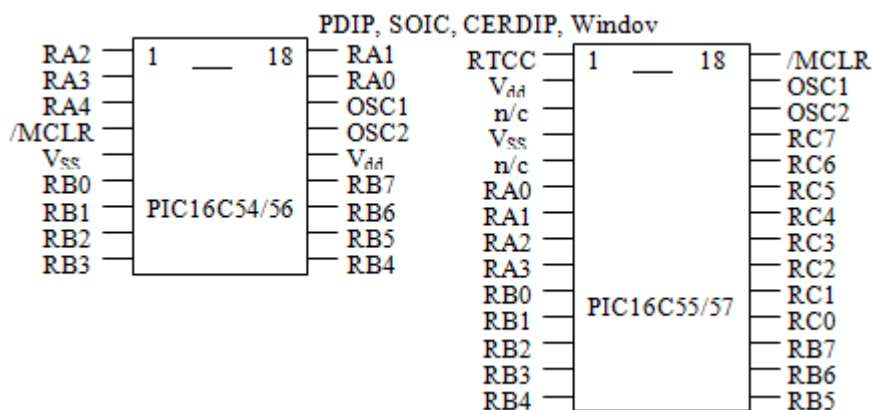 PDIP, SOIC, CERDIP, Windov
RA2 1 18 RA1
RA3 RA0
RA4 OSC1
/MCLR OSC2
Vss Vdd
RB0 RB7
RB1 PIC16C54/56 RB6
RB2 RB5
RB3 RB4
RTCC 1 18 /MCLR
Vdd OSC1
n/c OSC2
Vss RC7
n/c RC6
RA0 RC5
RA1 RC4
RA2 RC3
RA3 RC2
RB0 RC1
RB1 PIC16C55/57 RC0
RB2 RB7
RB3 RB6
RB4 RB5